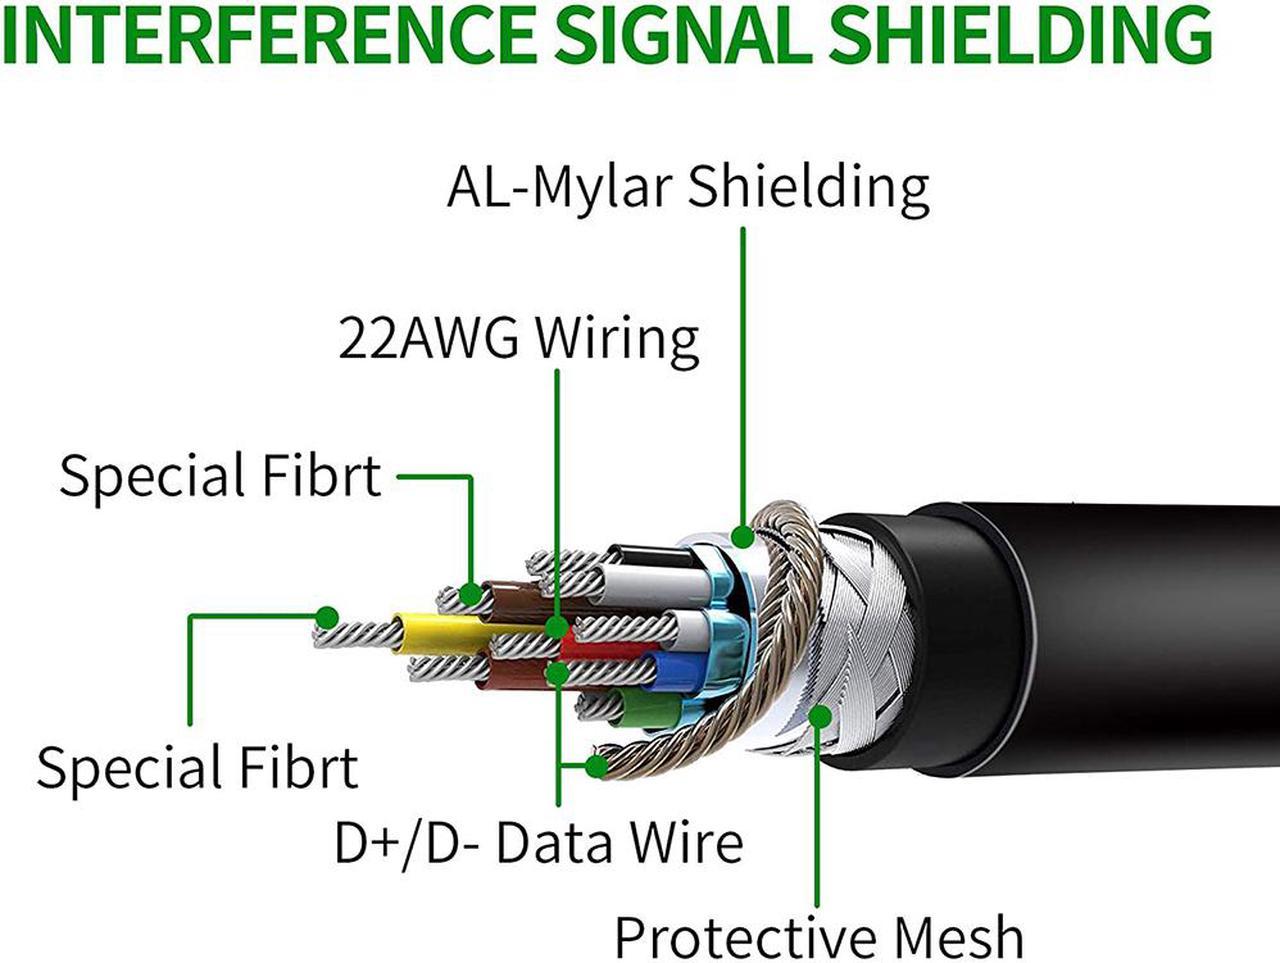 INTERFERENCE SIGNAL SHIELDING
AL-Mylar Shielding
22AWG Wiring
Special Fibrt
Special Fibrt
D+/D- Data Wire
Protective Mesh